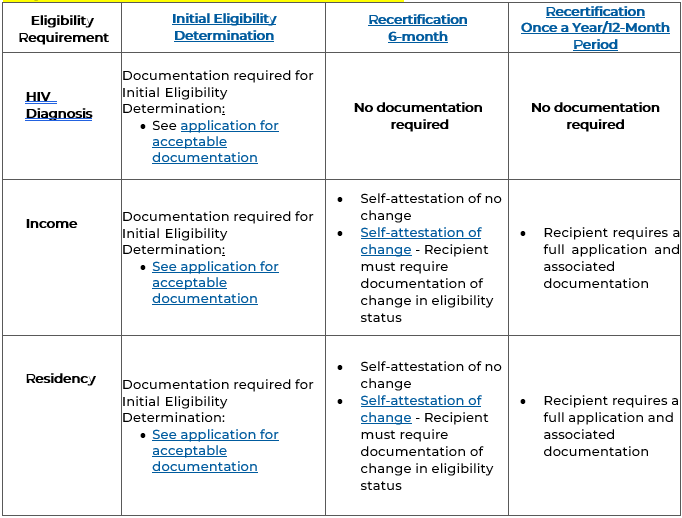 Eligibility
Requirement
Initial Eligibility
Determination
Recertification
6-month
Recertification
Once a Year/12-Month
Period
HIV
Diagnosis
Documentation required for
Initial Eligibility
Determination:
• See application for
acceptable
documentation
No documentation
required
No documentation
required
Income
Documentation required for
Initial Eligibility
Determination:
• See application for
acceptable
documentation
• Self-attestation of no
change
• Self-attestation of
change - Recipient
must require
documentation of
change in eligibility
status
• Recipient requires a
full application and
associated
documentation
Residency
Documentation required for
Initial Eligibility
Determination:
• See application for
acceptable
documentation
• Self-attestation of no
change
• Self-attestation of
change - Recipient
must require
documentation of
change in eligibility
status
• Recipient requires a
full application and
associated
documentation